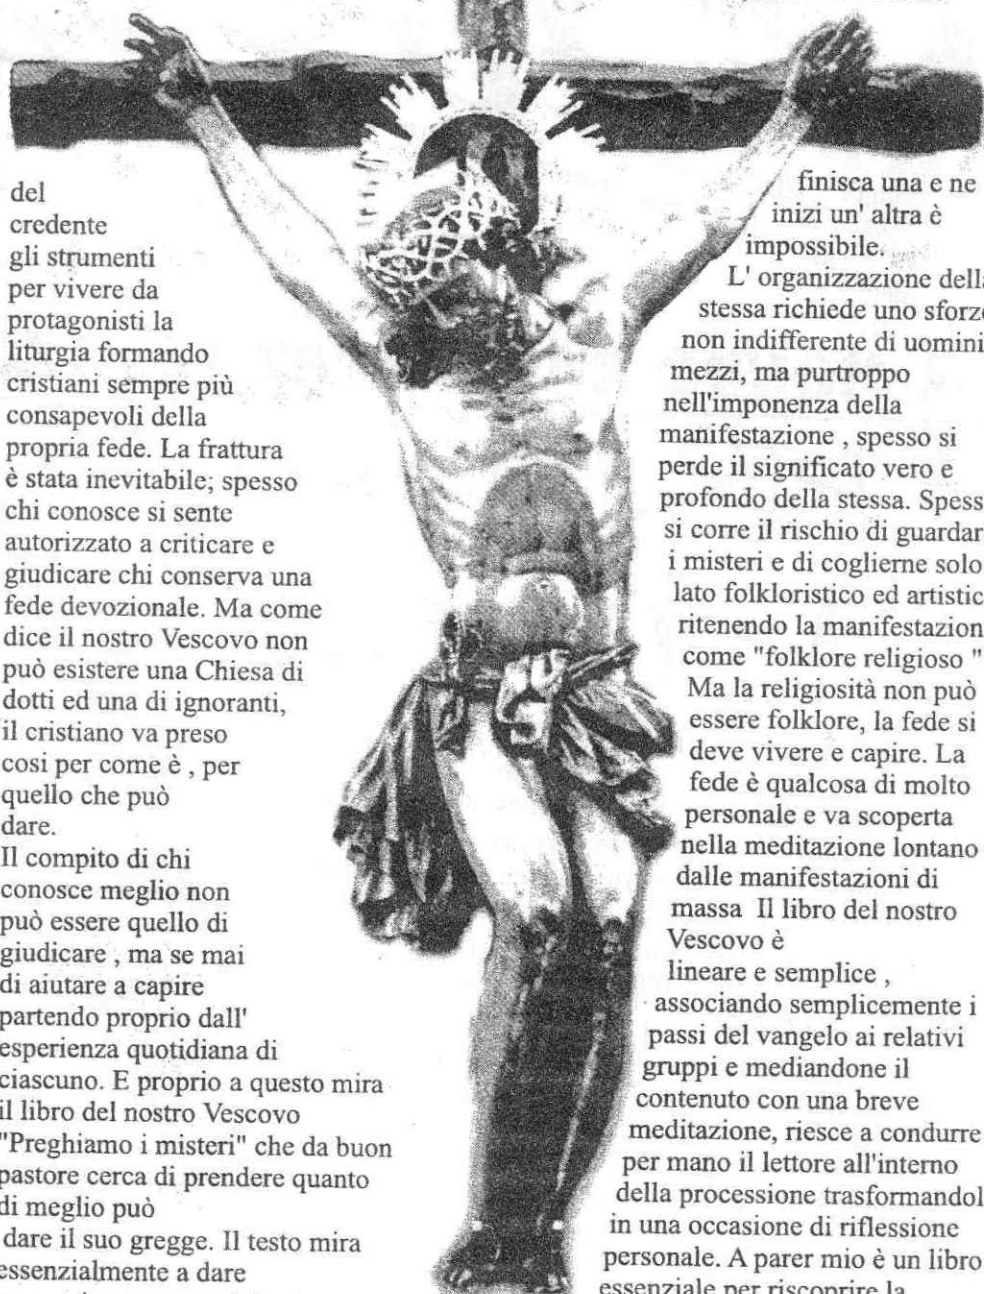 del
credente
gli strumenti
per vivere da
protagonisti la
liturgia formando
cristiani sempre più
consapevoli della
propria fede. La frattura
è stata inevitabile; spesso
chi conosce si sente
autorizzato a criticare e
giudicare chi conserva una
fede devozionale. Ma come
dice il nostro Vescovo non
può esistere una Chiesa di
dotti ed una di ignoranti,
il cristiano va preso
cosi per come è , per
quello che può
dare.
Il compito di chi
conosce meglio non
può essere quello di
giudicare , ma se mai
di aiutare a capire
partendo proprio dall'
esperienza quotidiana di
ciascuno. E proprio a questo mira
il libro del nostro Vescovo
"Preghiamo i misteri" che da buon
pastore cerca di prendere quanto
di meglio può
dare il suo gregge. Il testo mira
essenzialmente a dare
finisca una e ne
inizi un' altra è
impossibile.
L' organizzazione della
stessa richiede uno sforzo
non indifferente di uomini
mezzi, ma purtroppo
nell'imponenza della
manifestazione , spesso si
perde il significato vero e
profondo della stessa. Spess
si corre il rischio di guardar
i misteri e di coglierne solo
lato folkloristico ed artistic
ritenendo la manifestazion
come "folklore religioso "
Ma la religiosità non può
essere folklore, la fede si
deve vivere e capire. La
fede è qualcosa di molto
personale e va scoperta
nella meditazione lontano
dalle manifestazioni di
massa Il libro del nostro
Vescovo è
lineare e semplice ,
associando semplicemente i
passi del vangelo ai relativi
gruppi e mediandone il
contenuto con una breve
meditazione, riesce a condurre
per mano il lettore all'interno
della processione trasformandol
in una occasione di riflessione
personale. A parer mio è un libro
essenziale per riscoprire la